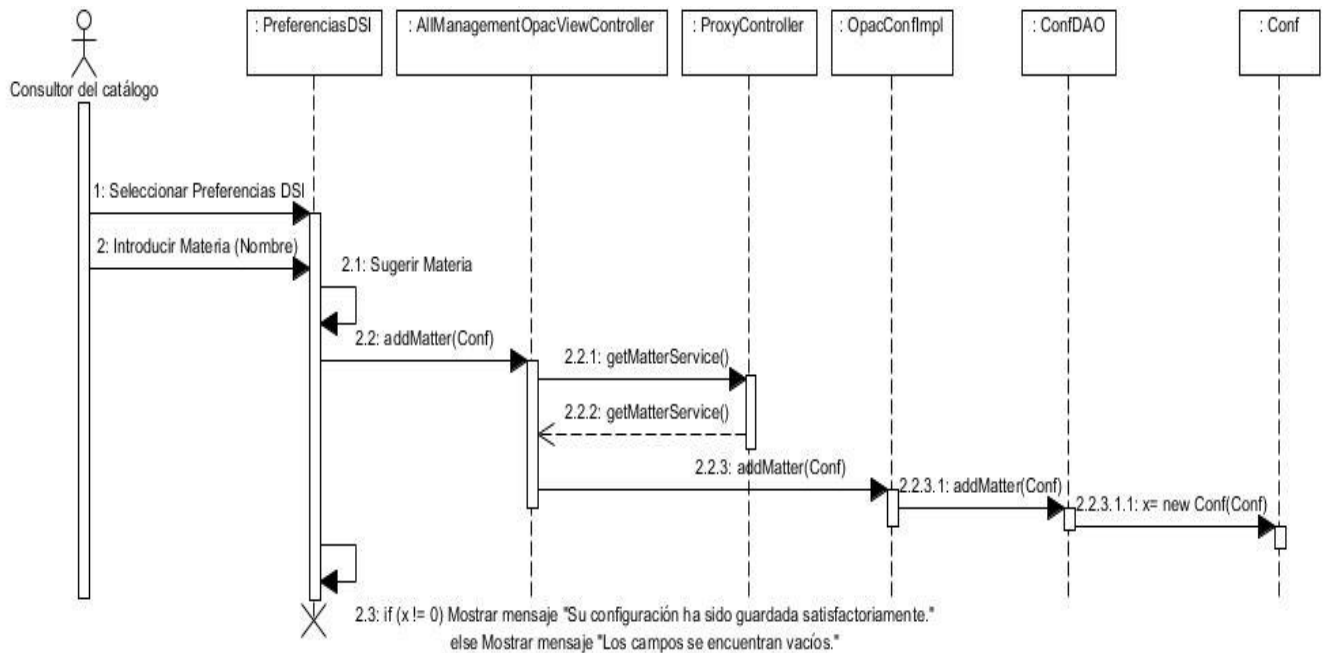 : PreferenciasDSI
: AllManagementOpacViewController
: ProxyController
: OpacConfImpl
: ConfDAO
: Conf
Consultor del catálogo
1: Seleccionar Preferencias DSI
2: Introducir Materia (Nombre)
2.1: Sugerir Materia
2.2: addMatter(Conf)
2.2.1: getMatterService()
2.2.2: getMatterService()
2.2.3: addMatter(Conf)
2.2.3.1: addMatter(Conf)
2.2.3.1.1: x= new Conf(Conf)
2.3: if (x != 0) Mostrar mensaje "Su configuración ha sido guardada satisfactoriamente."
else Mostrar mensaje "Los campos se encuentran vacíos."